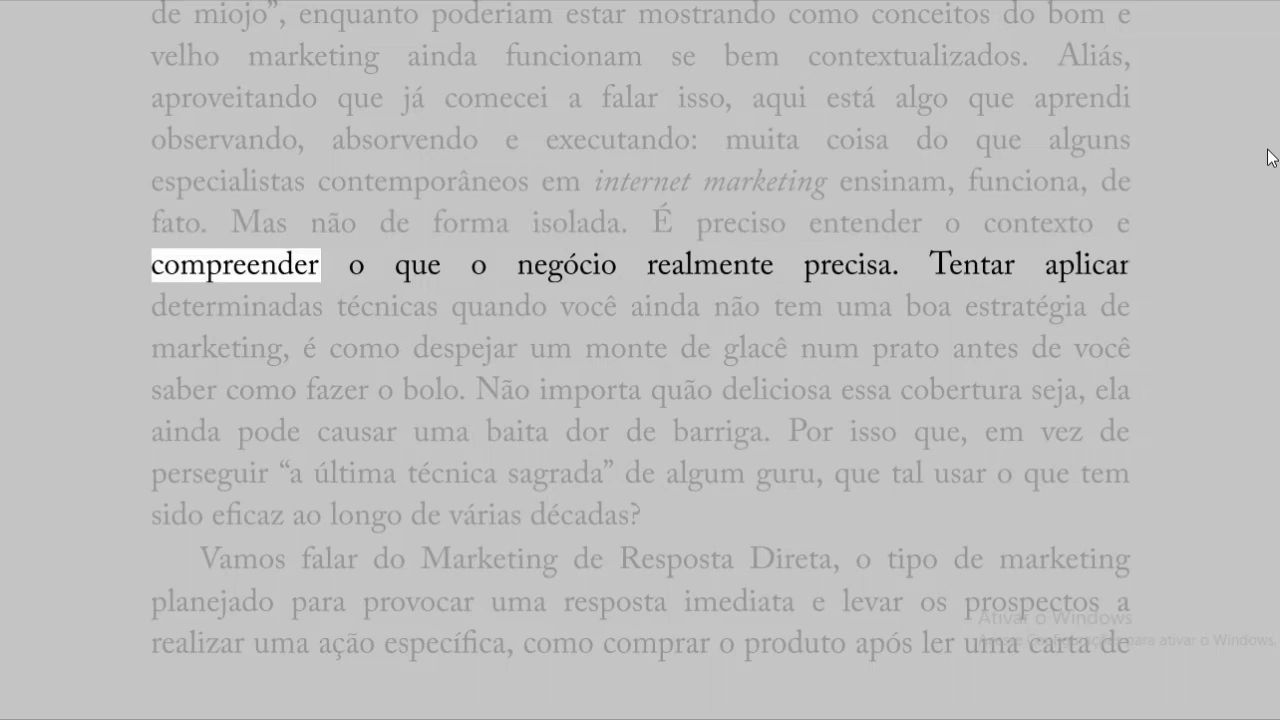 de miojo”, enquanto poderiam estar mostrando como conceitos do bom e
velho marketing ainda funcionam se bem contextualizados. Aliás,
aproveitando que já comecei a falar isso, aqui está algo que aprendi
observando, absorvendo e executando: muita coisa do que alguns
especialistas contemporâneos em internet marketing ensinam, funciona, de
fato. Mas não de forma isolada. É preciso entender o contexto e
compreender o que o negócio realmente precisa. Tentar aplicar
determinadas técnicas quando você ainda não tem uma boa estratégia de
marketing, é como despejar um monte de glacê num prato antes de você
saber como fazer o bolo. Não importa quão deliciosa essa cobertura seja, ela
ainda pode causar uma baita dor de barriga. Por isso que, em vez de
perseguir “a última técnica sagrada” de algum guru, que tal usar o que tem
sido eficaz ao longo de várias décadas?
Vamos falar do Marketing de Resposta Direta, o tipo de marketing
planejado para provocar uma resposta imediata e levar os prospectos a
realizar uma ação específica, como comprar o produto após ler uma carta de
Ativar o Windows
Acesse Configurações para ativar o Windows.